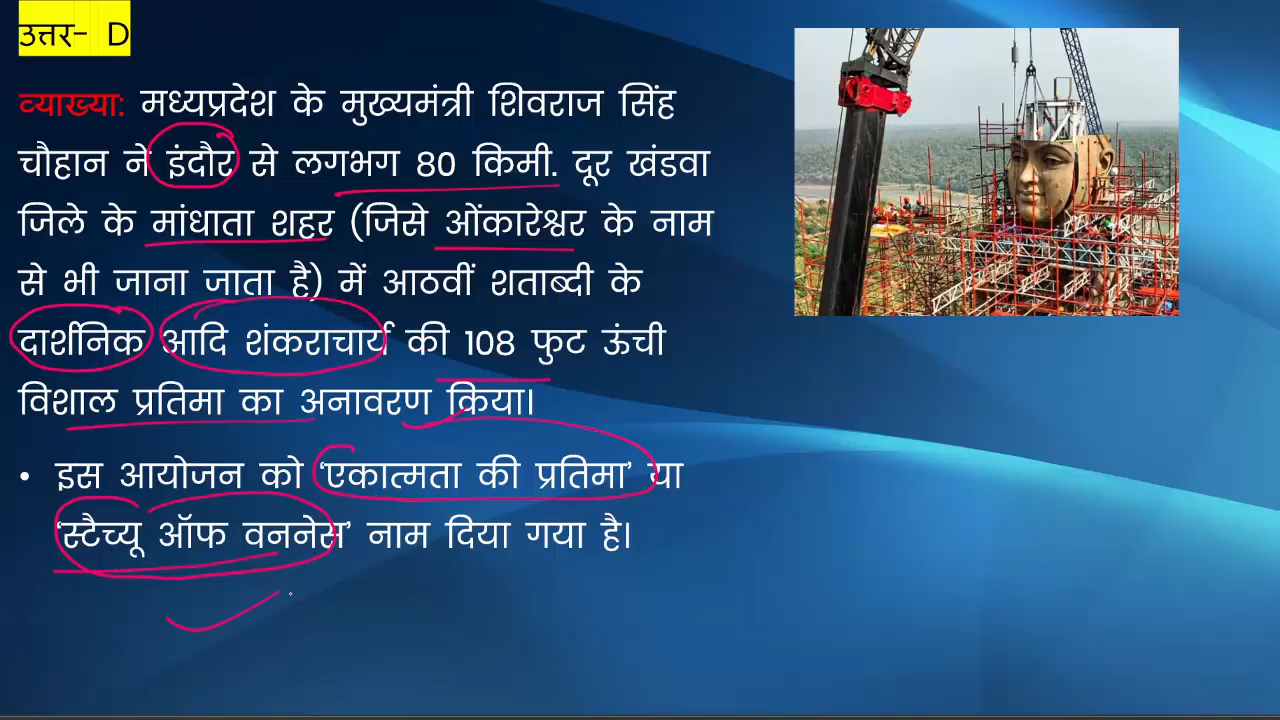 उत्तर- D
व्याख्या: मध्यप्रदेश के मुख्यमंत्री शिवराज सिंह
चौहान ने इंदौर से लगभग 80 किमी. दूर खंडवा
जिले के मांधाता शहर (जिसे ओंकारेश्वर के नाम
से भी जाना जाता है) में आठवीं शताब्दी के
दार्शनिक आदि शंकराचार्य की 108 फुट ऊंची
विशाल प्रतिमा का अनावरण किया।
• इस आयोजन को ‘एकात्मता की प्रतिमा’ या
‘स्टैच्यू ऑफ वननेस’ नाम दिया गया है।